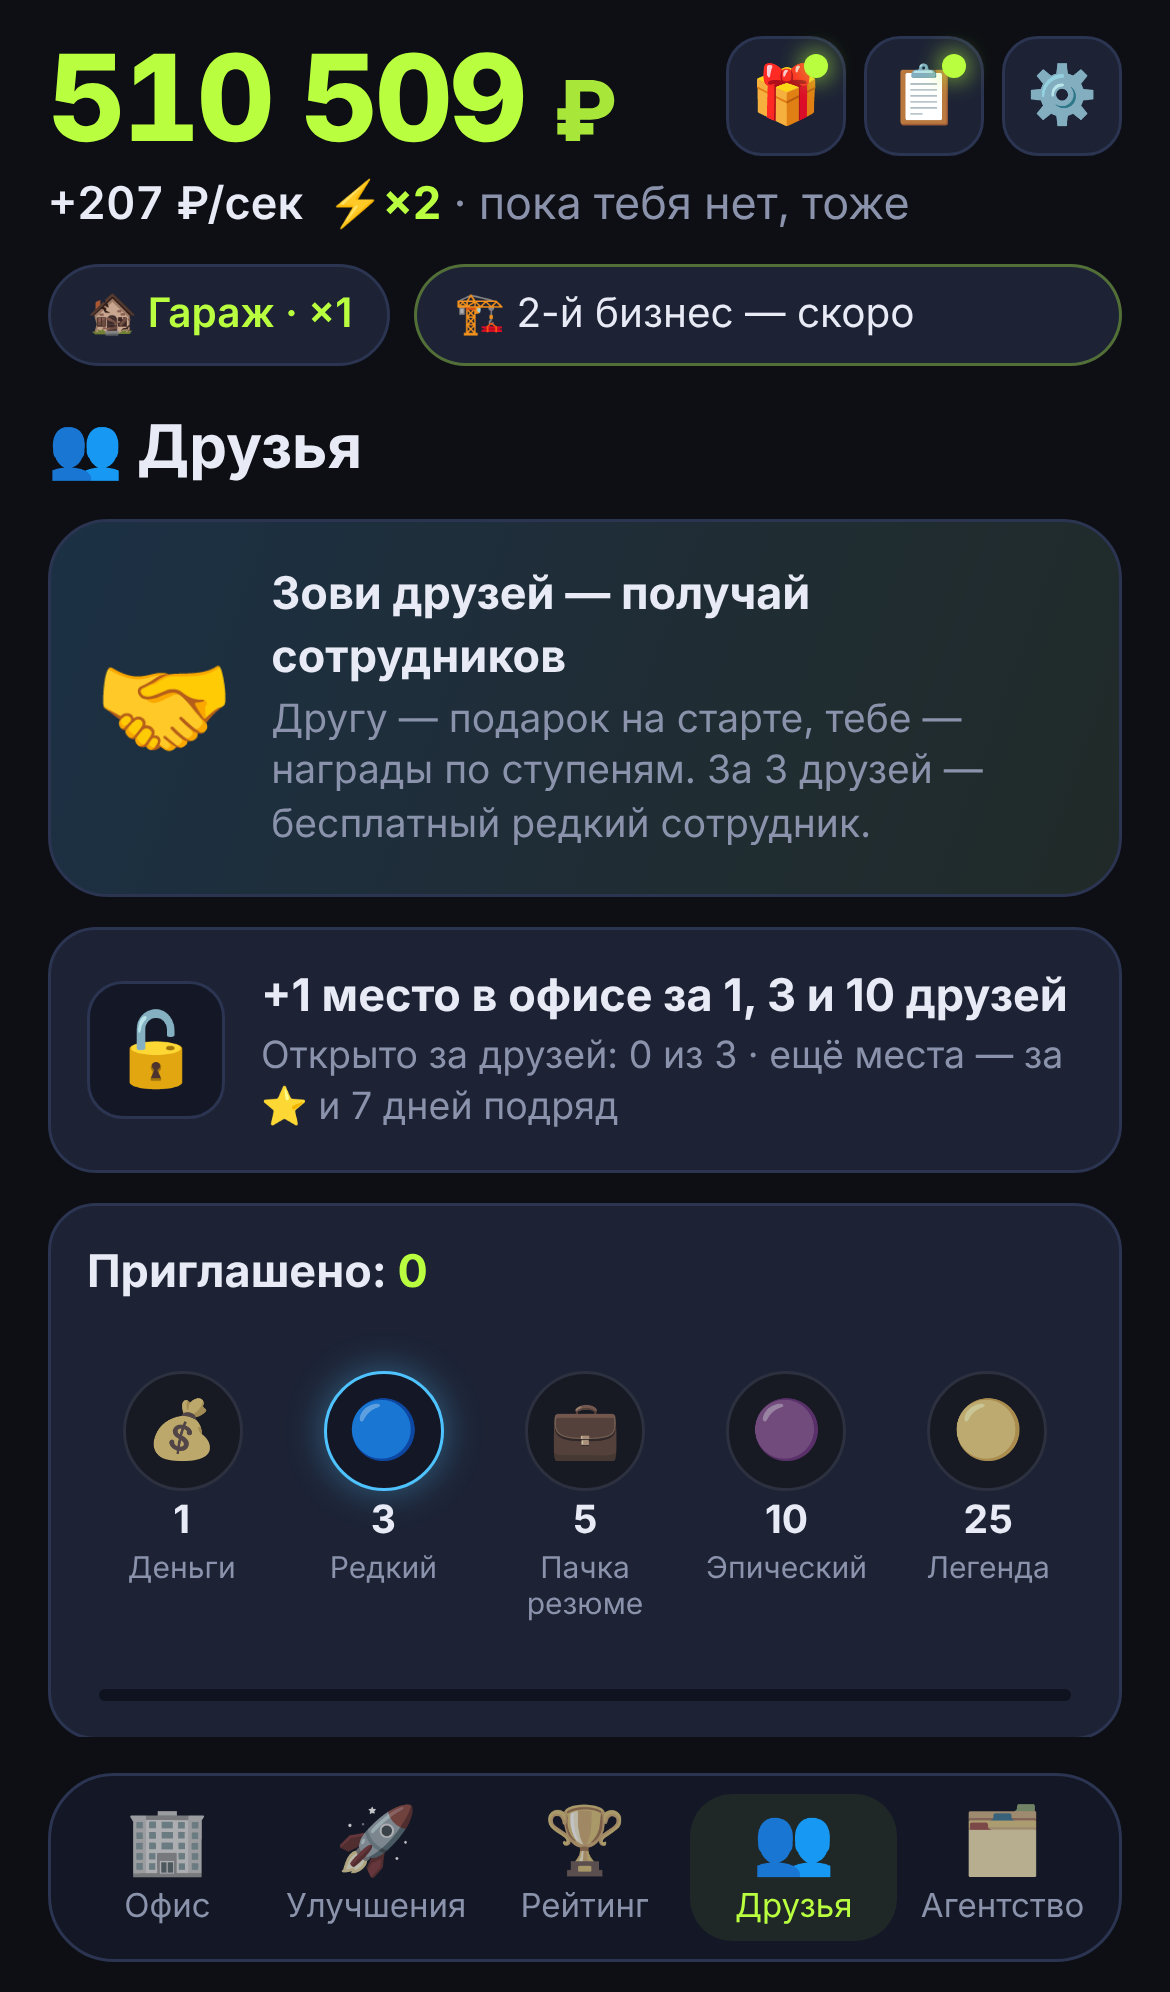 510 509 ₽
+207 ₽/сек ⚡×2 · пока тебя нет, тоже
Гараж · ×1
2-й бизнес — скоро
Друзья
Зови друзей — получай
сотрудников
Другу — подарок на старте, тебе —
награды по ступеням. За 3 друзей —
бесплатный редкий сотрудник.
+1 место в офисе за 1, 3 и 10 друзей
Открыто за друзей: 0 из 3 · ещё места — за
⭐ и 7 дней подряд
Приглашено: 0
1
Деньги
3
Редкий
5
Пачка
резюме
10
Эпический
25
Легенда
Офис
Улучшения
Рейтинг
Друзья
Агентство